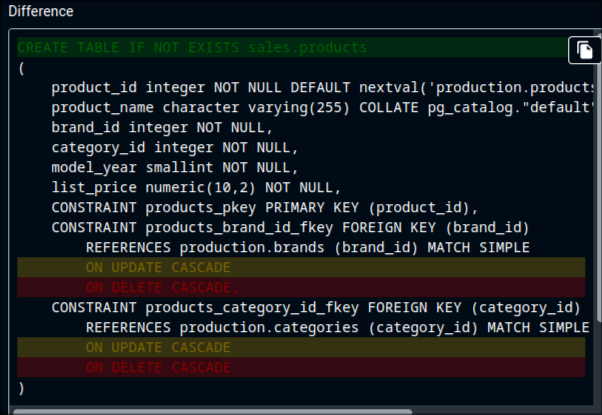 Difference
CREATE TABLE IF NOT EXISTS sales.products
(
product_id integer NOT NULL DEFAULT nextval('production.products
product_name character varying(255) COLLATE pg_catalog."default"
brand_id integer NOT NULL,
category_id integer NOT NULL,
model_year smallint NOT NULL,
list_price numeric(10,2) NOT NULL,
CONSTRAINT products_pkey PRIMARY KEY (product_id),
CONSTRAINT products_brand_id_fkey FOREIGN KEY (brand_id)
REFERENCES production.brands (brand_id) MATCH SIMPLE
ON UPDATE CASCADE
ON DELETE CASCADE,
CONSTRAINT products_category_id_fkey FOREIGN KEY (category_id)
REFERENCES production.categories (category_id) MATCH SIMPLE
ON UPDATE CASCADE
ON DELETE CASCADE
)